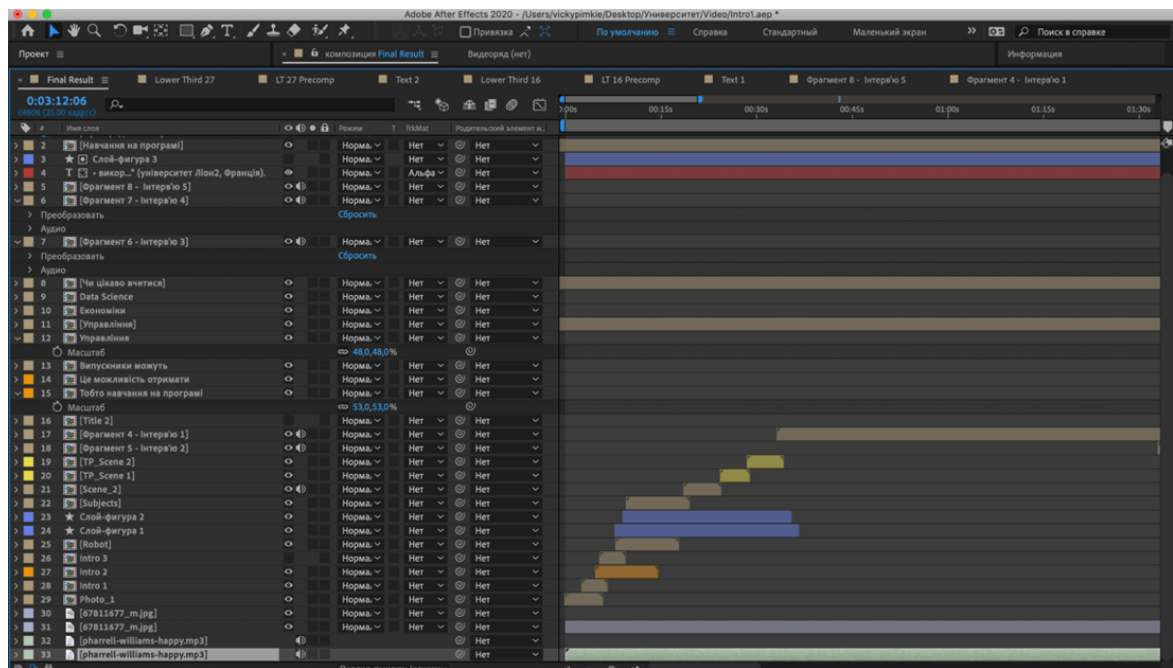 Adobe After Effects 2020 - /Users/vickypimkie/Desktop/Университет/Video/Intro1.aep *
Привязка По умолчанию Справка Стандартный Маленький экран Поиск в справке
Проект композиция Final Result Видеоряд (нет) Информация
Final Result Lower Third 27 LT 27 Precomp Text 2 Lower Third 16 LT 16 Precomp Text 1 Фрагмент 8 - Інтерв'ю 5 Фрагмент 4 - Інтерв'ю 1
0:03:12:06
04806 (25.00 кадр/с)
00:15s 00:30s 00:45s 01:00s 01:15s 01:30s
# Имя слоя Режим T TrkMat Родительский элемент и..
2 [Навчання на програмі] Норма. Нет Нет
3 Слой-фигура 3 Норма. Нет Нет
4 T • викор..." (університет Ліон2, Франція). Норма. Альфа Нет
5 [Фрагмент 8 - Інтерв'ю 5] Норма. Нет Нет
6 [Фрагмент 7 - Інтерв'ю 4] Норма. Нет Нет
Преобразовать Сбросить
Аудио
7 [Фрагмент 6 - Інтерв'ю 3] Норма. Нет Нет
Преобразовать Сбросить
Аудио
8 [Чи цікаво вчитися] Норма. Нет Нет
9 Data Science Норма. Нет Нет
10 Економіки Норма. Нет Нет
11 [Управління] Норма. Нет Нет
12 Управління Норма. Нет Нет
Масштаб 48,0,48,0%
13 Випускники можуть Норма. Нет Нет
14 Це можливість отримати Норма. Нет Нет
15 Тобто навчання на програмі Норма. Нет Нет
Масштаб 53,0,53,0%
16 [Title 2] Норма. Нет Нет
17 [Фрагмент 4 - Інтерв'ю 1] Норма. Нет Нет
18 [Фрагмент 5 - Інтерв'ю 2] Норма. Нет Нет
19 [TP_Scene 2] Норма. Нет Нет
20 [TP_Scene 1] Норма. Нет Нет
21 [Scene_2] Норма. Нет Нет
22 [Subjects] Норма. Нет Нет
23 Слой-фигура 2 Норма. Нет Нет
24 Слой-фигура 1 Норма. Нет Нет
25 [Robot] Норма. Нет Нет
26 Intro 3 Норма. Нет Нет
27 Intro 2 Норма. Нет Нет
28 Intro 1 Норма. Нет Нет
29 Photo_1 Норма. Нет Нет
30 [67811677_m.jpg] Норма. Нет Нет
31 [67811677_m.jpg] Норма. Нет Нет
32 [pharrell-williams-happy.mp3] Нет
33 [pharrell-williams-happy.mp3] Нет